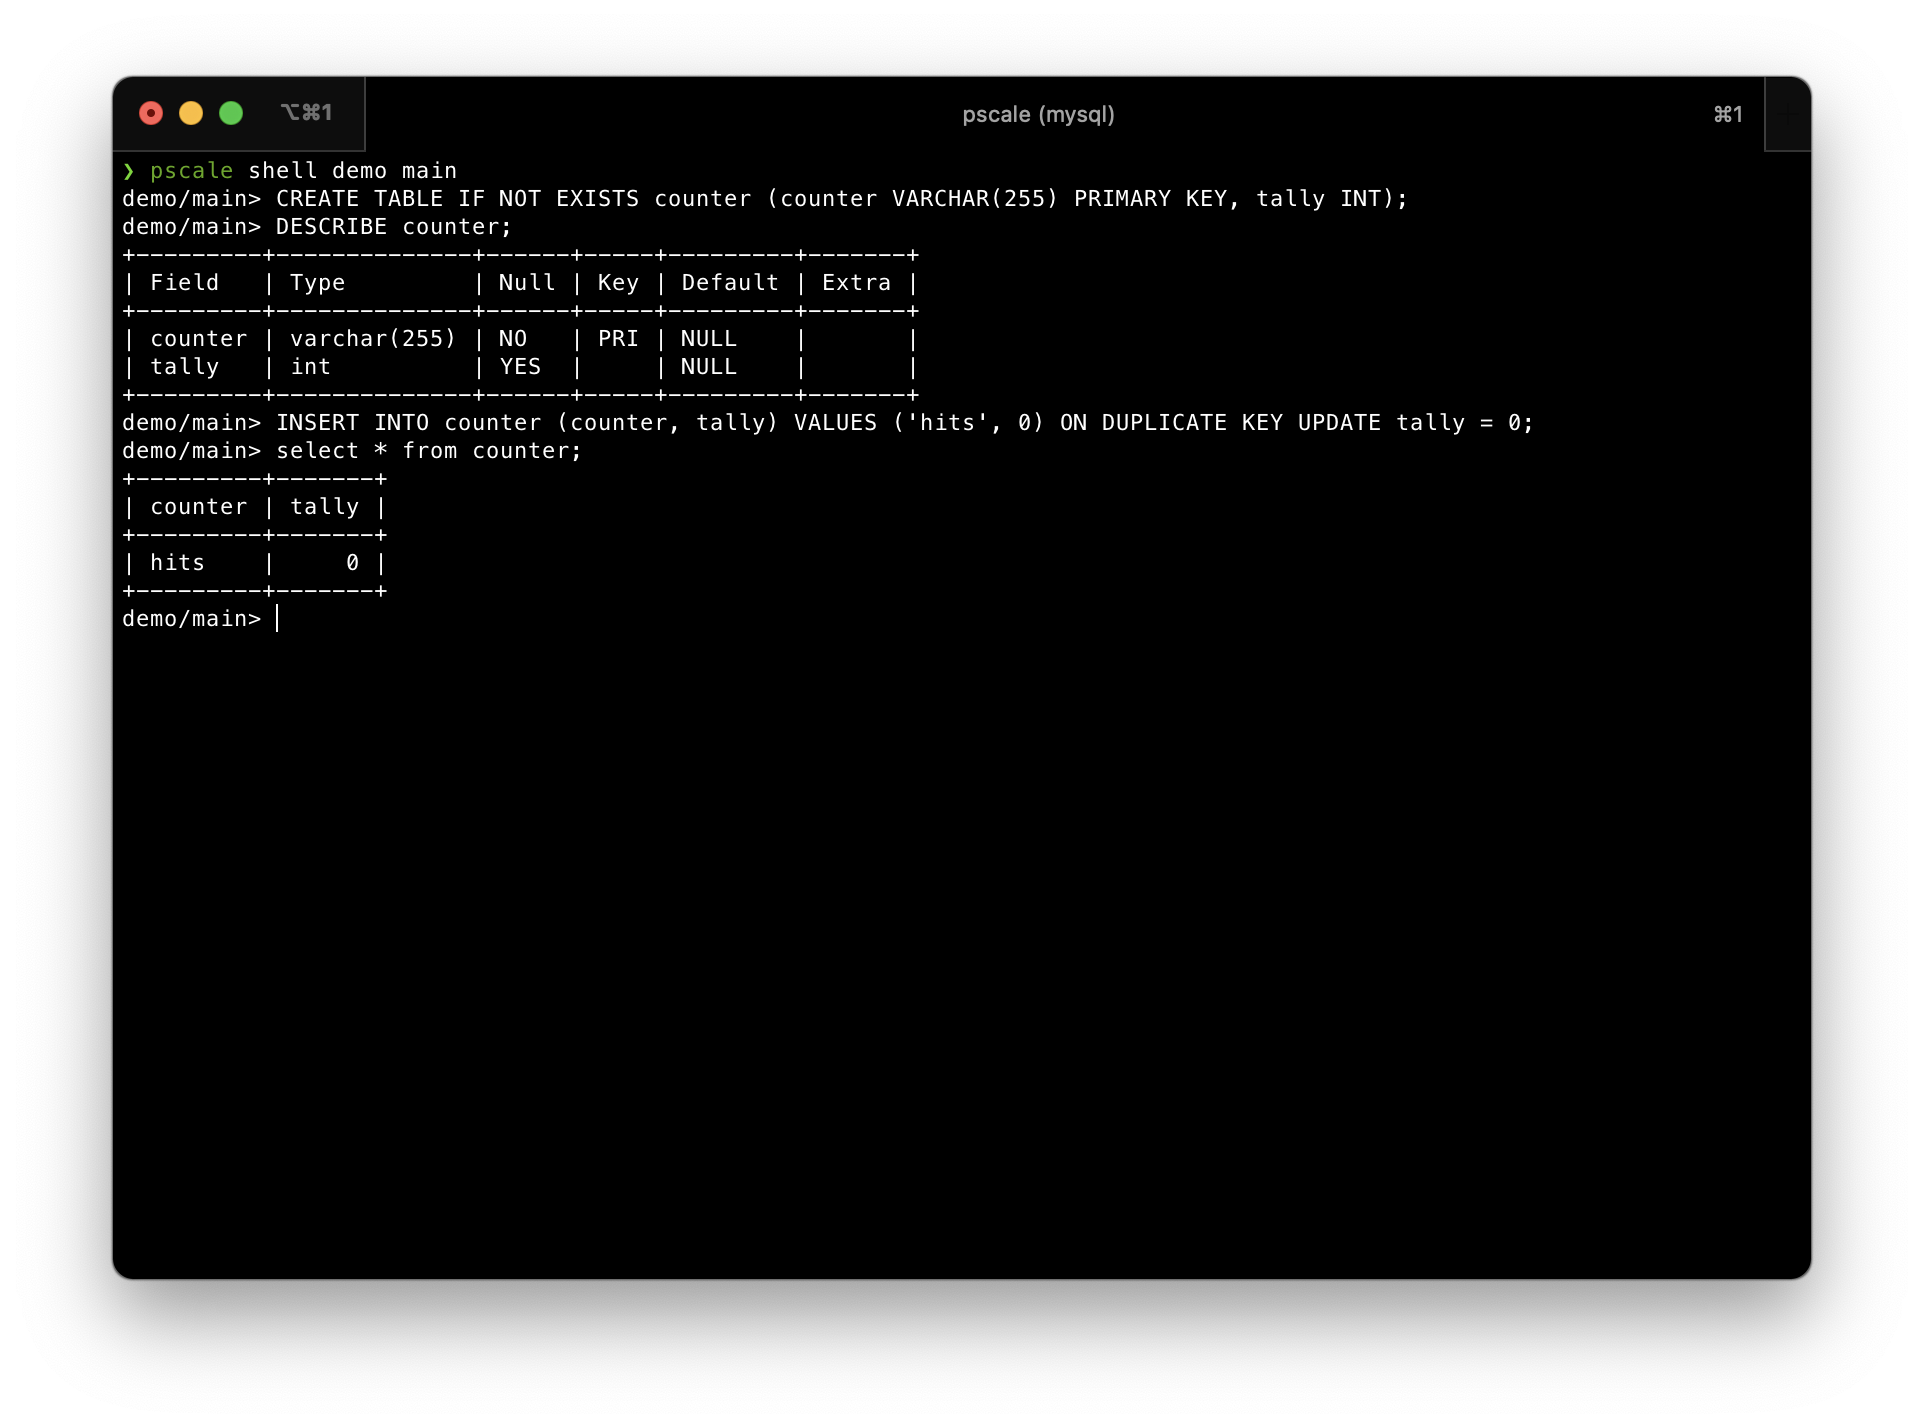 ⌥⌘1 pscale (mysql) ⌘1
❯ pscale shell demo main
demo/main> CREATE TABLE IF NOT EXISTS counter (counter VARCHAR(255) PRIMARY KEY, tally INT);
demo/main> DESCRIBE counter;
+---------+--------------+------+-----+---------+-------+
| Field   | Type         | Null | Key | Default | Extra |
+---------+--------------+------+-----+---------+-------+
| counter | varchar(255) | NO   | PRI | NULL    |       |
| tally   | int          | YES  |     | NULL    |       |
+---------+--------------+------+-----+---------+-------+
demo/main> INSERT INTO counter (counter, tally) VALUES ('hits', 0) ON DUPLICATE KEY UPDATE tally = 0;
demo/main> select * from counter;
+---------+-------+
| counter | tally |
+---------+-------+
| hits    |     0 |
+---------+-------+
demo/main>